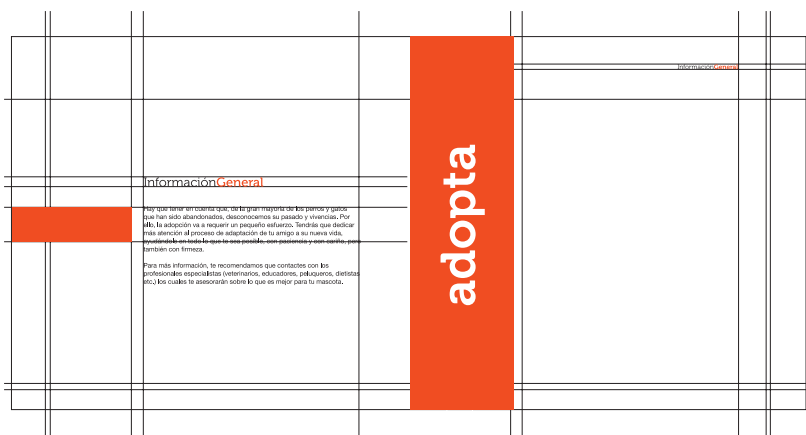 InformaciónGeneral
Hay que tener en cuenta que, de la gran mayoría de los perros y gatos
que han sido abandonados, desconocemos su pasado y vivencias. Por
ello, la adopción va a requerir un pequeño esfuerzo. Tendrás que dedicar
más atención al proceso de adaptación de tu amigo a su nueva vida,
ayudándole en todo lo que te sea posible, con paciencia y con cariño, pero
también con firmeza.
Para más información, te recomendamos que contactes con los
profesionales especialistas (veterinarios, educadores, peluqueros, dietistas
etc.) los cuales te asesorarán sobre lo que es mejor para tu mascota.
adopta
InformaciónGeneral